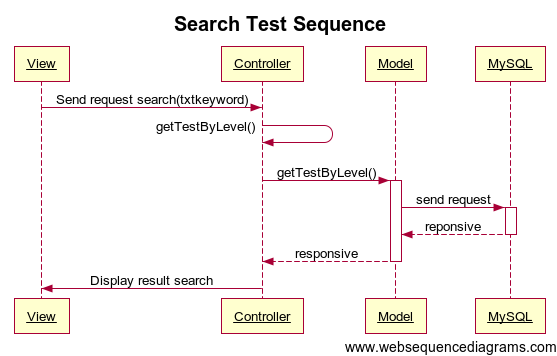 Search Test Sequence
View Controller Model MySQL
Send request search(txtkeyword)
getTestByLevel()
getTestByLevel()
send request
reponsive
responsive
Display result search
View Controller Model MySQL
www.websequencediagrams.com